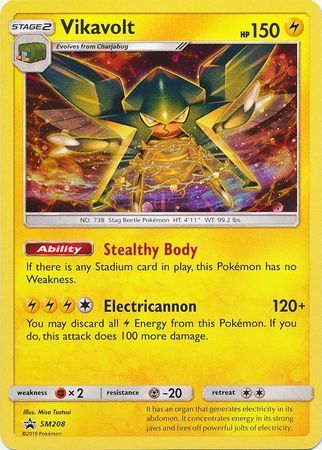 STAGE 2 Vikavolt HP 150
Evolves from Charjabug
NO. 738 Stag Beetle Pokémon HT: 4'11" WT: 99.2 lbs.
Ability Stealthy Body
If there is any Stadium card in play, this Pokémon has
no Weakness.
Electricannon 120+
You may discard all Energy from this Pokémon. If you
do, this attack does 100 more damage.
weakness ×2 resistance -20 retreat
Illus. Misa Tsutsui
SM208
©2019 Pokémon
It has an organ that generates electricity in its
abdomen. It concentrates energy in its strong
jaws and fires off powerful jolts of electricity.